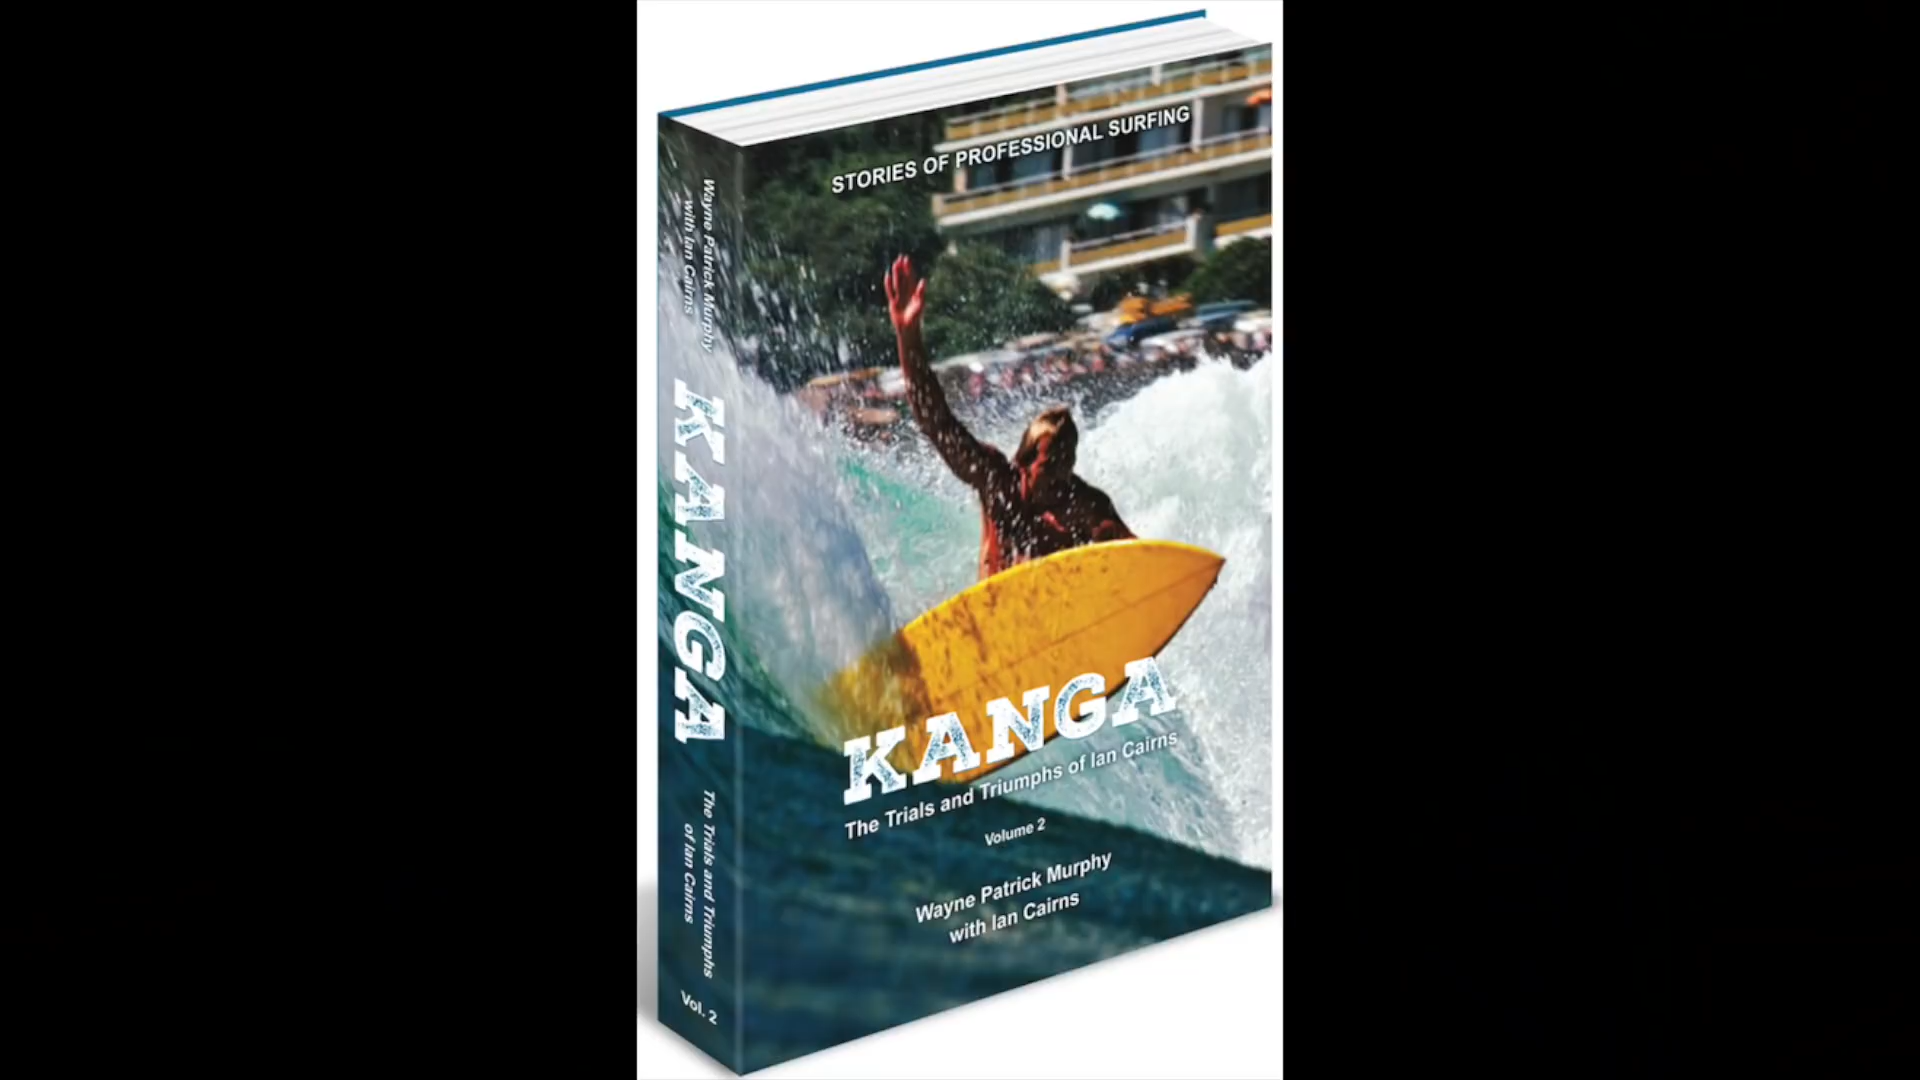 STORIES OF PROFESSIONAL SURFING
KANGA
The Trials and Triumphs of Ian Cairns
Volume 2
Wayne Patrick Murphy
with Ian Cairns
Wayne Patrick Murphy
with Ian Cairns
KANGA
The Trials and Triumphs
of Ian Cairns
Vol. 2